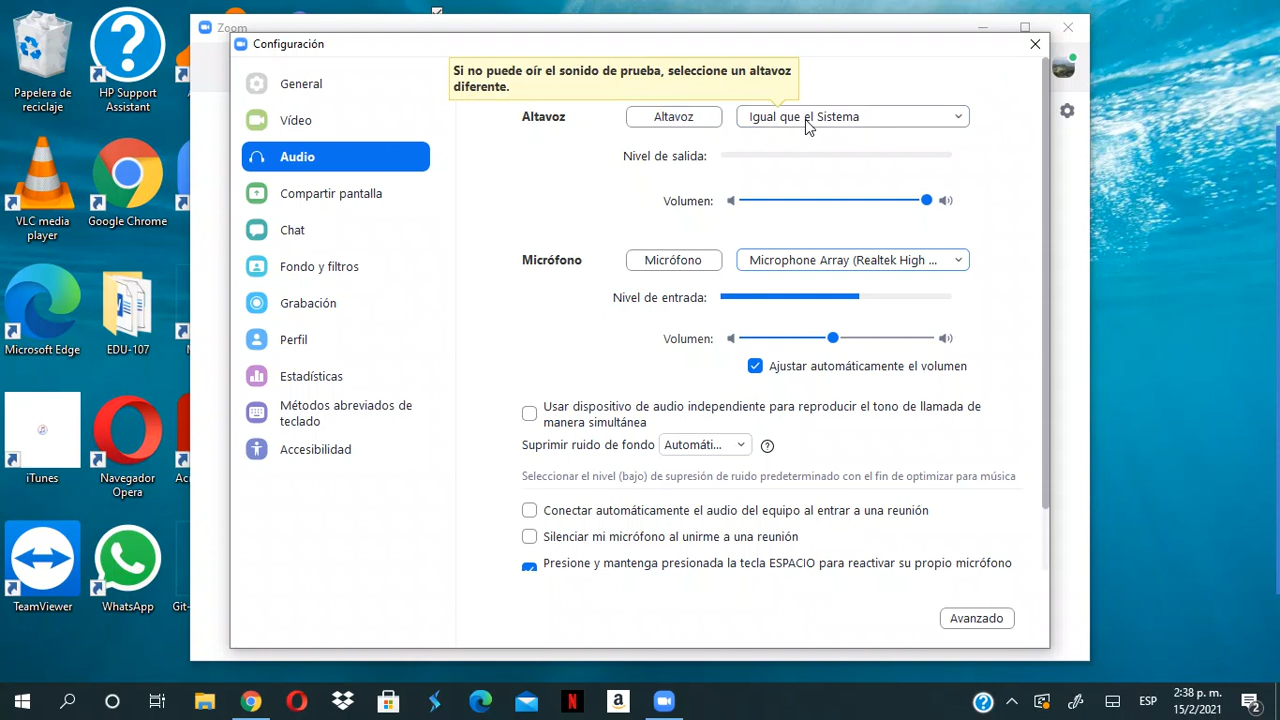 Papelera de
reciclaje
HP Support
Assistant
VLC media
player
Google Chrome
Microsoft Edge
EDU-107
iTunes
Navegador
Opera
TeamViewer
WhatsApp
Git-
Zoom
Configuración
General
Vídeo
Audio
Compartir pantalla
Chat
Fondo y filtros
Grabación
Perfil
Estadísticas
Métodos abreviados de
teclado
Accesibilidad
Si no puede oír el sonido de prueba, seleccione un altavoz
diferente.
Altavoz Altavoz Igual que el Sistema
Nivel de salida:
Volumen:
Micrófono Micrófono Microphone Array (Realtek High ...
Nivel de entrada:
Volumen:
Ajustar automáticamente el volumen
Usar dispositivo de audio independiente para reproducir el tono de llamada de
manera simultánea
Suprimir ruido de fondo Automáti...
Seleccionar el nivel (bajo) de supresión de ruido predeterminado con el fin de optimizar para música
Conectar automáticamente el audio del equipo al entrar a una reunión
Silenciar mi micrófono al unirme a una reunión
Presione y mantenga presionada la tecla ESPACIO para reactivar su propio micrófono
Avanzado
ESP
2:38 p. m.
15/2/2021
2